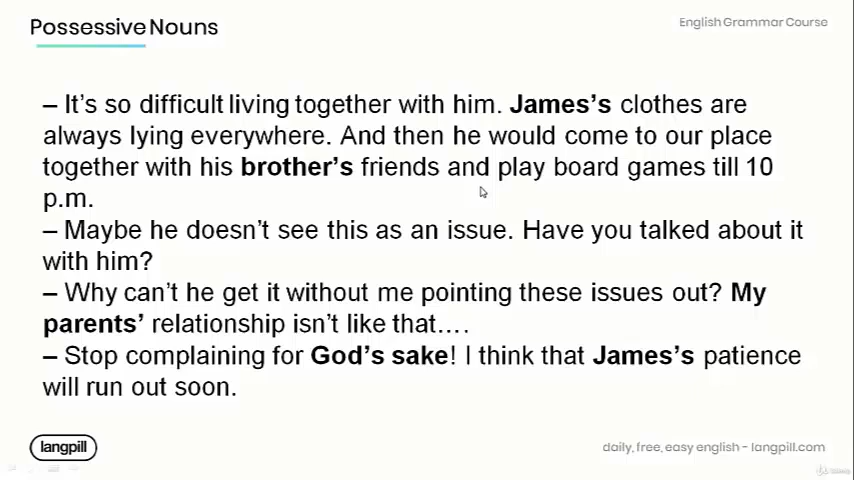 Possessive Nouns
English Grammar Course
– It’s so difficult living together with him. James’s clothes are
always lying everywhere. And then he would come to our place
together with his brother’s friends and play board games till 10
p.m.
– Maybe he doesn’t see this as an issue. Have you talked about it
with him?
– Why can’t he get it without me pointing these issues out? My
parents’ relationship isn’t like that….
– Stop complaining for God’s sake! I think that James’s patience
will run out soon.
langpill
daily, free, easy english - langpill.com